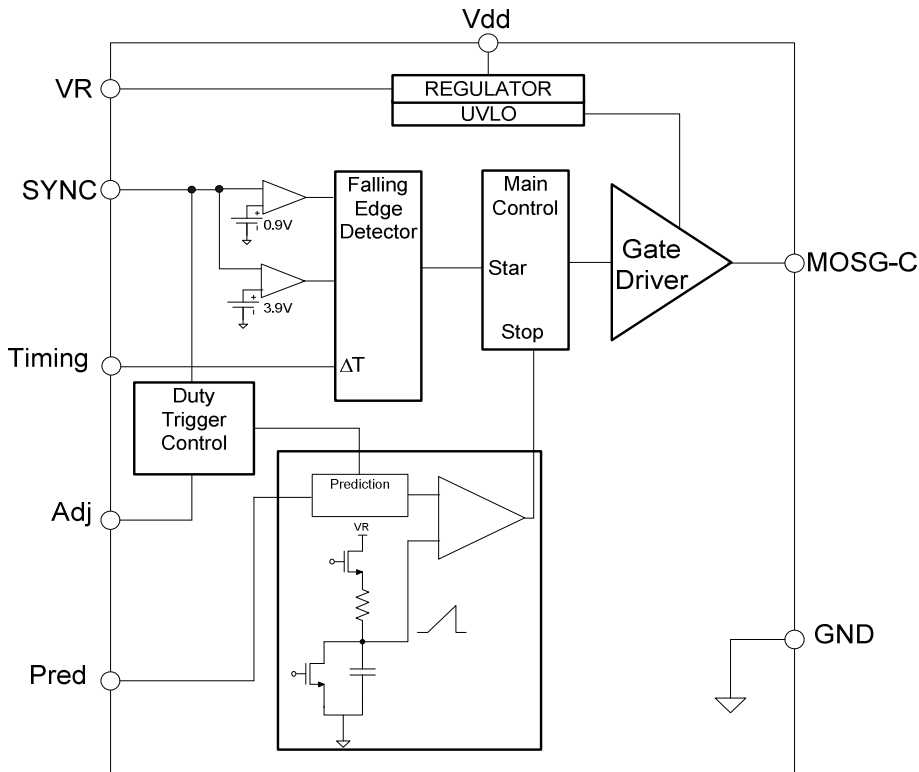 Vdd
VR
REGULATOR
UVLO
SYNC
+
0.9V
Falling
Edge
Detector
Main
Control
Gate
Driver
MOSG-C
Star
+
3.9V
Stop
Timing
ΔT
Duty
Trigger
Control
Prediction
Adj
VR
GND
Pred